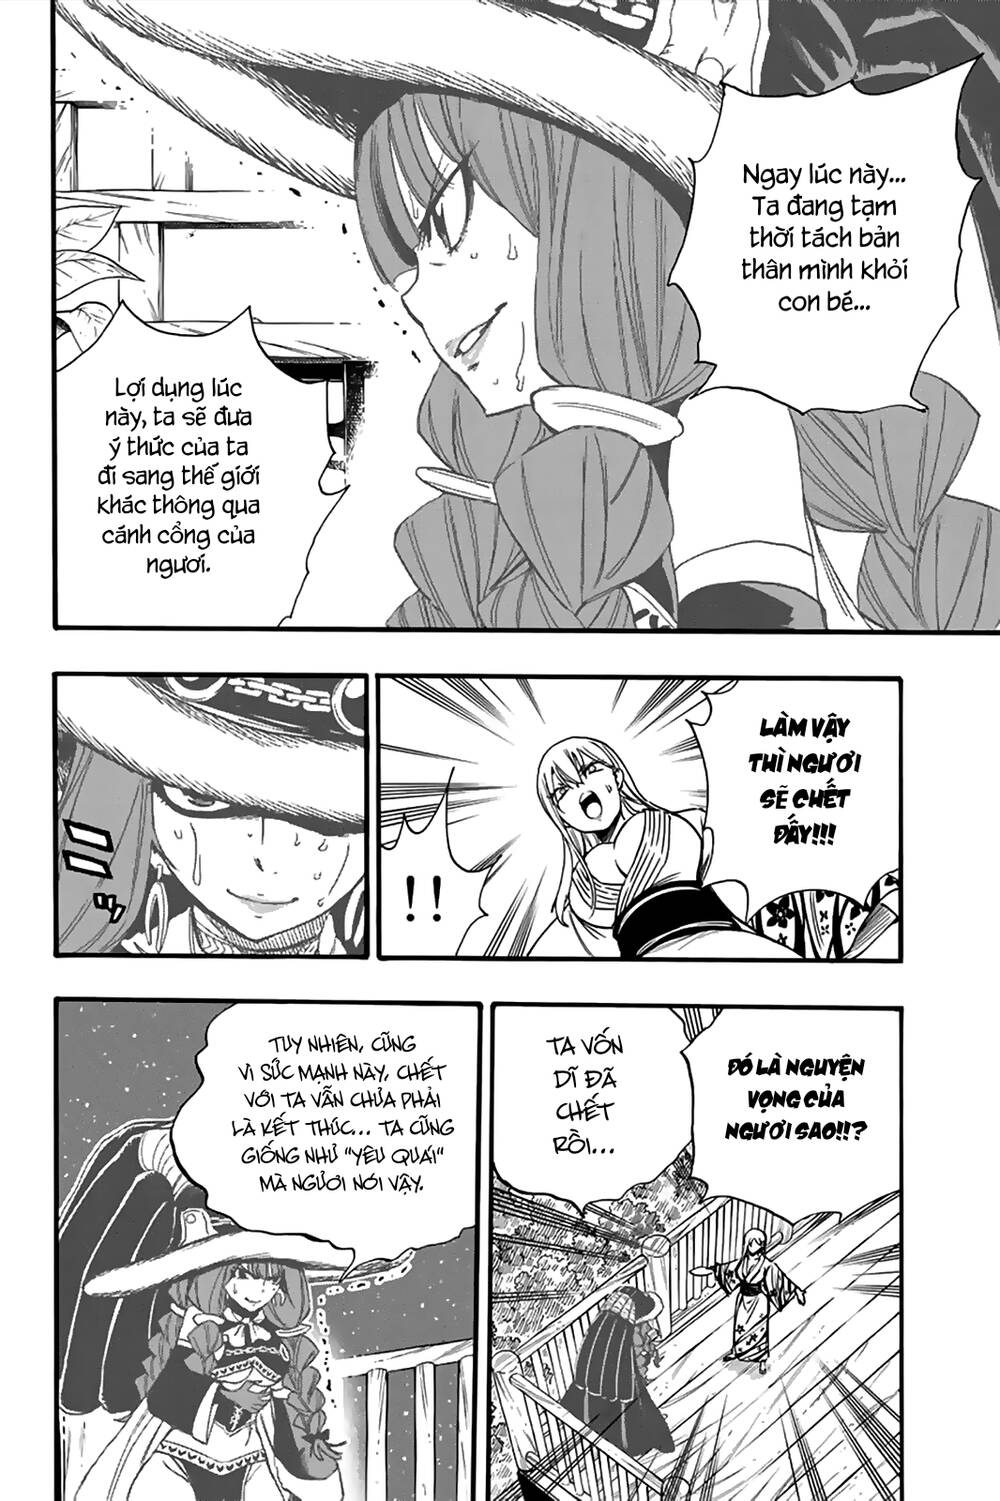 Ngay lúc này...
Ta đang tạm
thời tách bản
thân mình khỏi
con bé...
Lợi dụng lúc
này, ta sẽ đưa
ý thức của ta
đi sang thế giới
khác thông qua
cánh cổng của
ngươi.
LÀM VẬY
THÌ NGƯƠI
SẼ CHẾT
ĐẤY!!!
!!
ĐÓ LÀ NGUYỆN
VỌNG CỦA
NGƯƠI SAO!!?
TA VỐN
DĨ ĐÃ
CHẾT
RỒI...
TUY NHIÊN, CŨNG
VÌ SỨC MẠNH NÀY, CHẾT
VỚI TA VẪN CHƯA PHẢI
LÀ KẾT THÚC... TA CŨNG
GIỐNG NHƯ "YÊU QUÁI"
MÀ NGƯƠI NÓI VẬY.